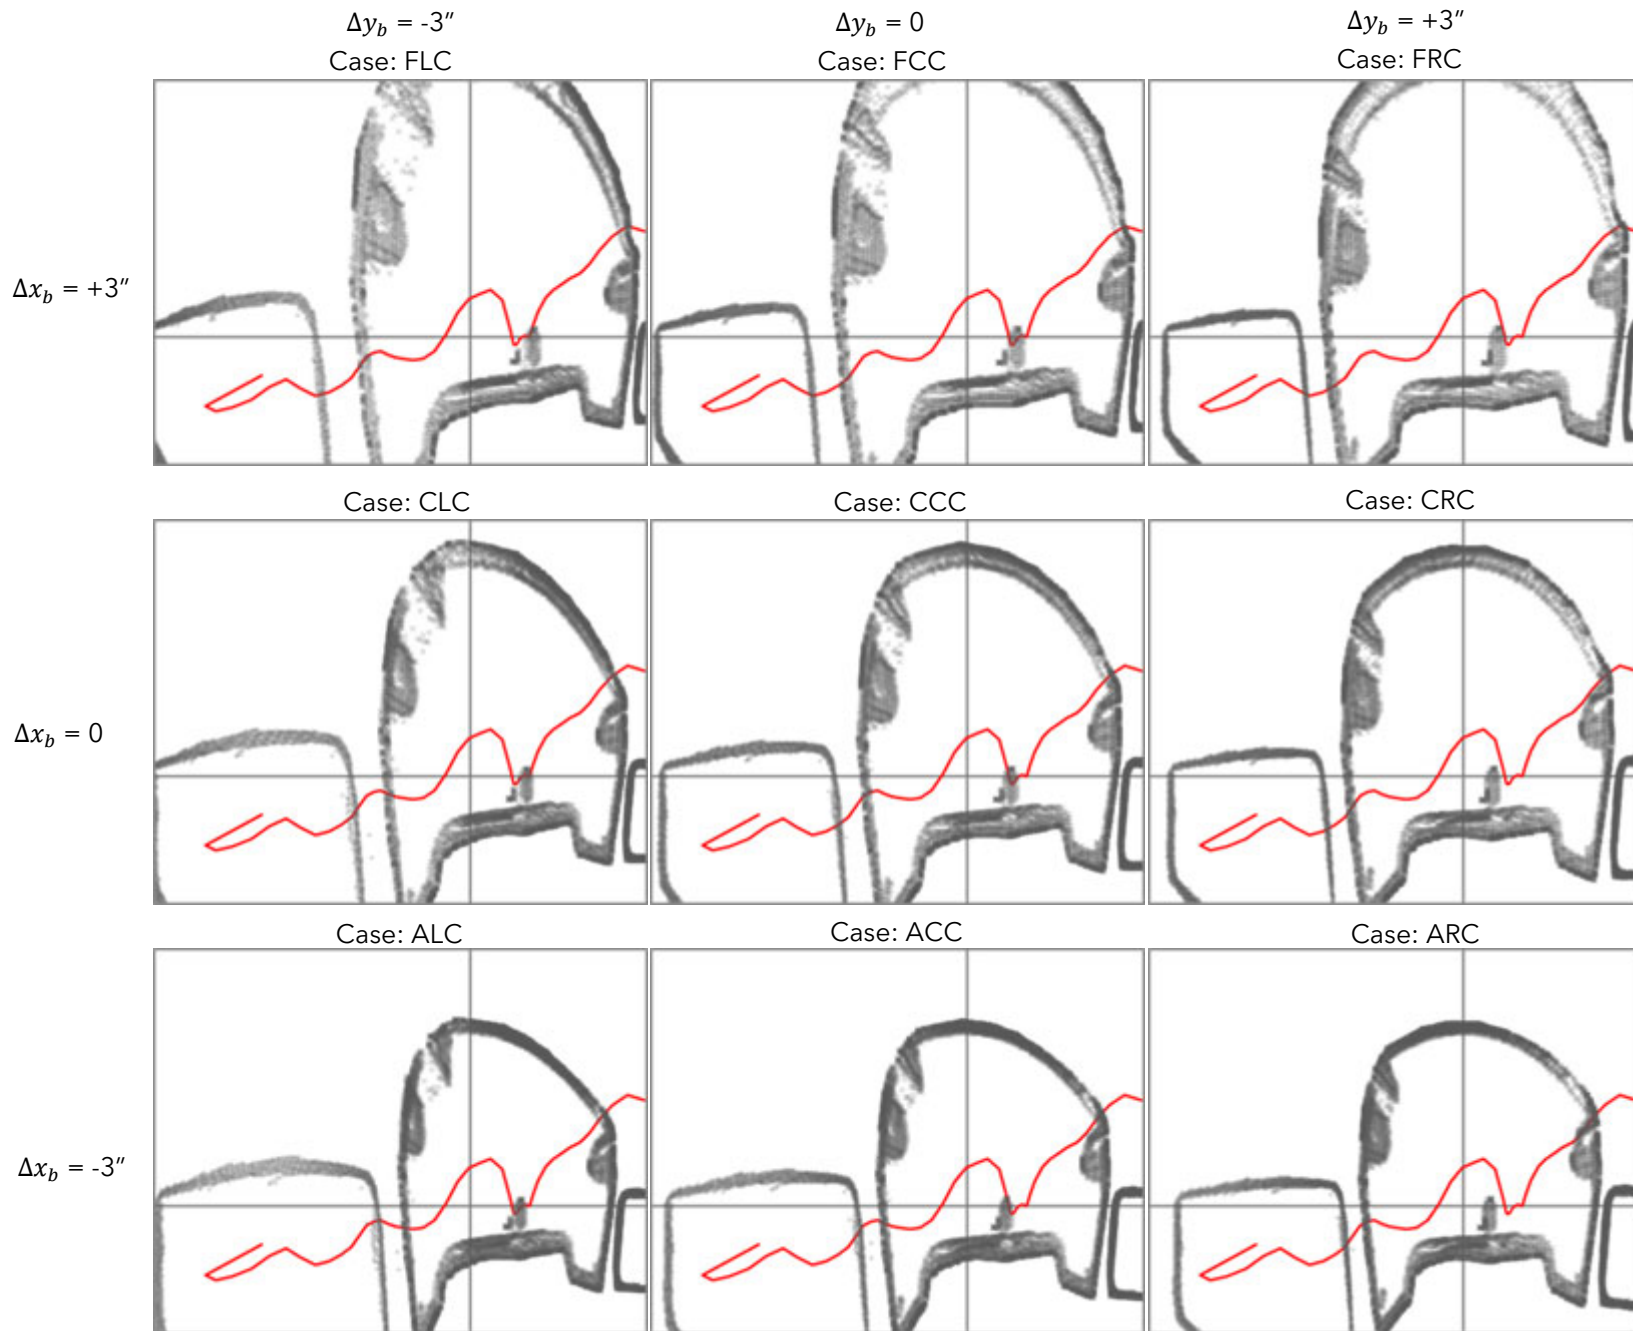 Δy_b = -3″
Δy_b = 0
Δy_b = +3″
Case: FLC
Case: FCC
Case: FRC
Δx_b = +3″
Case: CLC
Case: CCC
Case: CRC
Δx_b = 0
Case: ALC
Case: ACC
Case: ARC
Δx_b = -3″